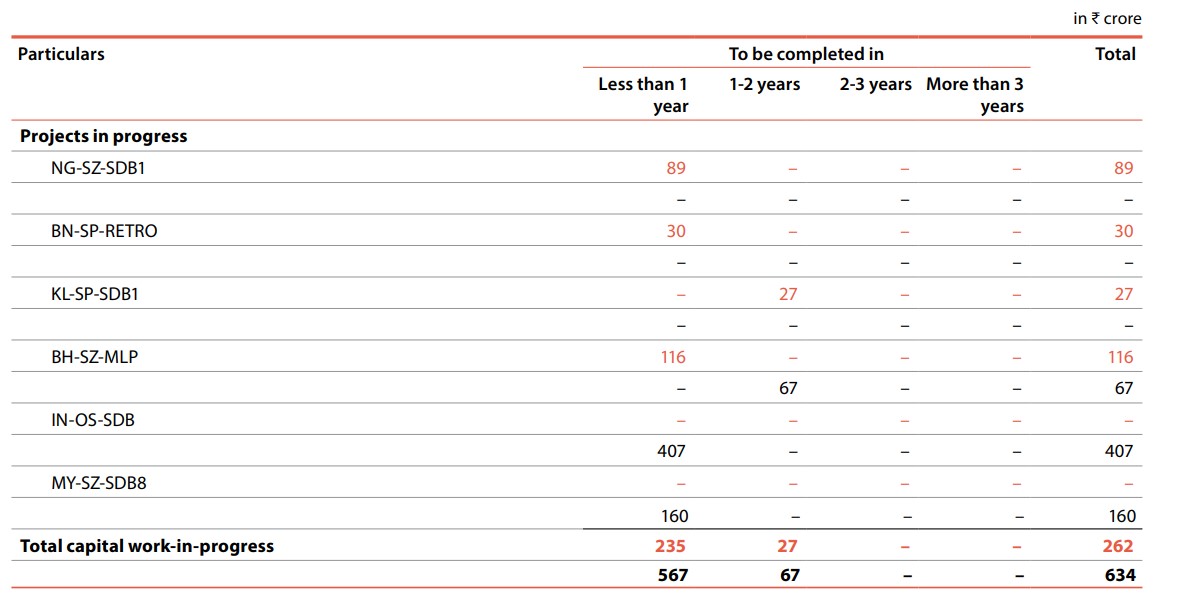 in ₹ crore
Particulars To be completed in Total
Less than 1 year 1-2 years 2-3 years More than 3 years
Projects in progress
NG-SZ-SDB1 89 – – – 89
– – – – –
BN-SP-RETRO 30 – – – 30
– – – – –
KL-SP-SDB1 – 27 – – 27
– – – – –
BH-SZ-MLP 116 – – – 116
– 67 – – 67
IN-OS-SDB – – – – –
407 – – – 407
MY-SZ-SDB8 – – – – –
160 – – – 160
Total capital work-in-progress 235 27 – – 262
567 67 – – 634